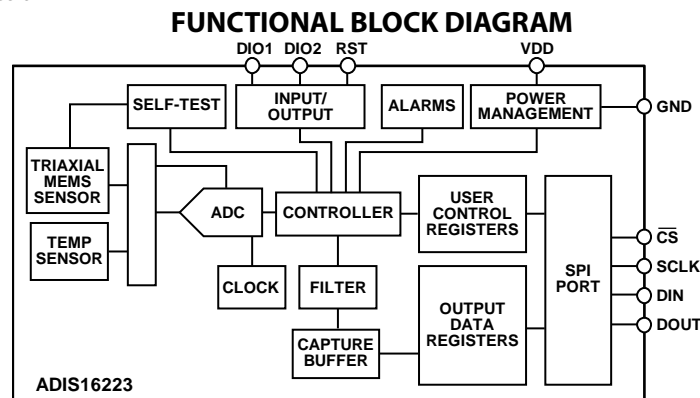 FUNCTIONAL BLOCK DIAGRAM
DIO1 DIO2 RST VDD
SELF-TEST
INPUT/
OUTPUT
ALARMS
POWER
MANAGEMENT
GND
TRIAXIAL
MEMS
SENSOR
TEMP
SENSOR
ADC
CONTROLLER
USER
CONTROL
REGISTERS
CLOCK
FILTER
CAPTURE
BUFFER
OUTPUT
DATA
REGISTERS
SPI
PORT
CS
SCLK
DIN
DOUT
ADIS16223